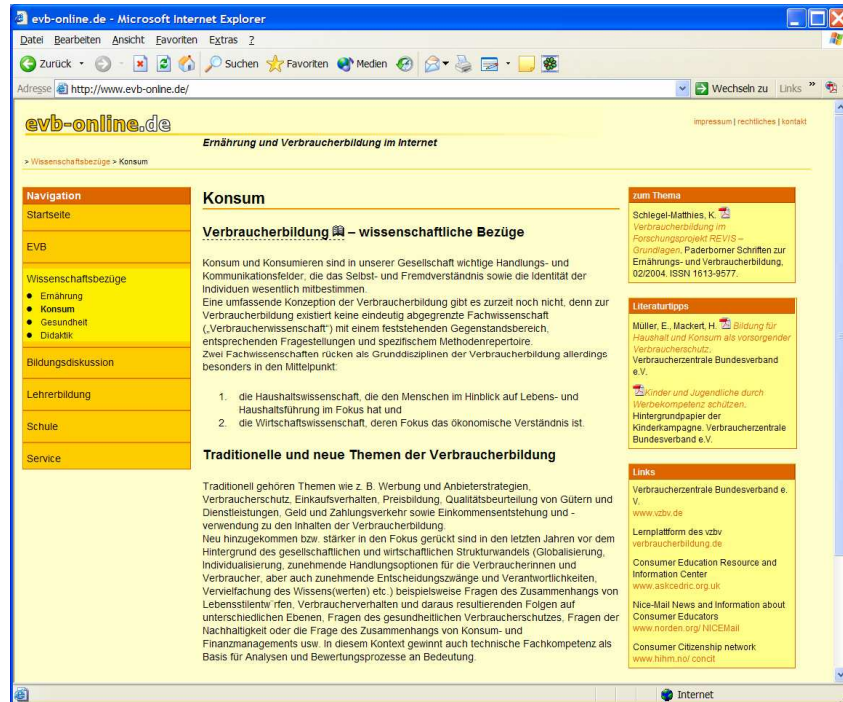 evb-online.de - Microsoft Internet Explorer
Datei Bearbeiten Ansicht Favoriten Extras ?
Zurück Suchen Favoriten Medien
Adresse http://www.evb-online.de/ Wechseln zu Links »
evb-online.de
impressum | rechtliches | kontakt
Ernährung und Verbraucherbildung im Internet
> Wissenschaftsbezüge > Konsum
Navigation
Startseite
EVB
Wissenschaftsbezüge
● Ernährung
● Konsum
● Gesundheit
● Didaktik
Bildungsdiskussion
Lehrerbildung
Schule
Service
Konsum
Verbraucherbildung – wissenschaftliche Bezüge
Konsum und Konsumieren sind in unserer Gesellschaft wichtige Handlungs- und
Kommunikationsfelder, die das Selbst- und Fremdverständnis sowie die Identität der
Individuen wesentlich mitbestimmen.
Eine umfassende Konzeption der Verbraucherbildung gibt es zurzeit noch nicht, denn zur
Verbraucherbildung existiert keine eindeutig abgegrenzte Fachwissenschaft
(„Verbraucherwissenschaft“) mit einem feststehenden Gegenstandsbereich,
entsprechenden Fragestellungen und spezifischem Methodenrepertoire.
Zwei Fachwissenschaften rücken als Grunddisziplinen der Verbraucherbildung allerdings
besonders in den Mittelpunkt:
1. die Haushaltswissenschaft, die den Menschen im Hinblick auf Lebens- und
Haushaltsführung im Fokus hat und
2. die Wirtschaftswissenschaft, deren Fokus das ökonomische Verständnis ist.
Traditionelle und neue Themen der Verbraucherbildung
Traditionell gehören Themen wie z. B. Werbung und Anbieterstrategien,
Verbraucherschutz, Einkaufsverhalten, Preisbildung, Qualitätsbeurteilung von Gütern und
Dienstleistungen, Geld und Zahlungsverkehr sowie Einkommensentstehung und -
verwendung zu den Inhalten der Verbraucherbildung.
Neu hinzugekommen bzw. stärker in den Fokus gerückt sind in den letzten Jahren vor dem
Hintergrund des gesellschaftlichen und wirtschaftlichen Strukturwandels (Globalisierung,
Individualisierung, zunehmende Handlungsoptionen für die Verbraucherinnen und
Verbraucher, aber auch zunehmende Entscheidungszwänge und Verantwortlichkeiten,
Vervielfachung des Wissens(werten) etc.) beispielsweise Fragen des Zusammenhangs von
Lebensstilentw´rfen, Verbraucherverhalten und daraus resultierenden Folgen auf
unterschiedlichen Ebenen, Fragen des gesundheitlichen Verbraucherschutzes, Fragen der
Nachhaltigkeit oder die Frage des Zusammenhangs von Konsum- und
Finanzmanagements usw. In diesem Kontext gewinnt auch technische Fachkompetenz als
Basis für Analysen und Bewertungsprozesse an Bedeutung.
zum Thema
Schlegel-Matthies, K.
Verbraucherbildung im
Forschungsprojekt REVIS –
Grundlagen. Paderborner Schriften zur
Ernährungs- und Verbraucherbildung,
02/2004. ISSN 1613-9577.
Literaturtipps
Müller, E., Mackert, H. Bildung für
Haushalt und Konsum als vorsorgender
Verbraucherschutz.
Verbraucherzentrale Bundesverband
e.V.
Kinder und Jugendliche durch
Werbekompetenz schützen.
Hintergrundpapier der
Kinderkampagne. Verbraucherzentrale
Bundesverband e.V.
Links
Verbraucherzentrale Bundesverband e.
V.
www.vzbv.de
Lernplattform des vzbv
verbraucherbildung.de
Consumer Education Resource and
Information Center
www.askcedric.org.uk
Nice-Mail News and Information about
Consumer Educators
www.norden.org/ NICEMail
Consumer Citizenship network
www.hihm.no/ concit
Internet